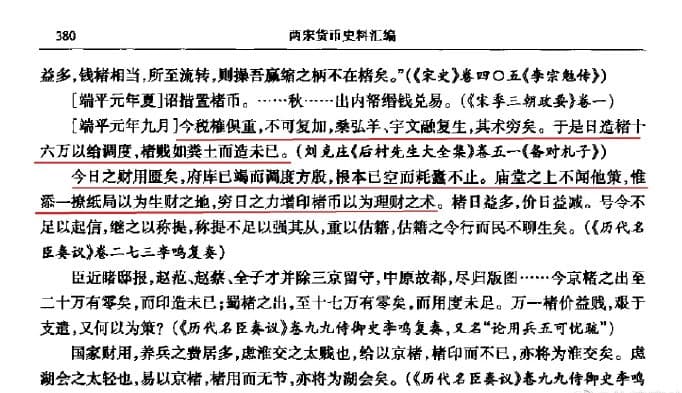 380 两宋货币史料汇编
益多,钱楮相当,所至流转,则操吾赢缩之柄不在楮矣。”(《宋史》卷四〇五《李宗勉传》)
[端平元年夏]诏措置楮币。……秋……出内帑缗钱兑易。(《宋季三朝政要》卷一)
[端平元年九月]今税榷俱重,不可复加,桑弘羊、宇文融复生,其术穷矣。于是日造楮十
六万以给调度,楮贱如粪土而造未已。(刘克庄《后村先生大全集》卷五一《备对札子》)
今日之财用匮矣,府库已竭而调度方殷,根本已空而耗蠹不止。庙堂之上不闻他策,惟
添一撩纸局以为生财之地,穷日之力增印楮币以为理财之术。楮日益多,价日益减。号令不
足以起信,继之以称提,称提不足以强其从,重以估籍,估籍之令行而民不聊生矣。(《历代名
臣奏议》卷二七三李鸣复奏)
臣近睹邸报,赵范、赵葵、全子才并除三京留守,中原故都,尽归版图……今京楮之出至
二十万有零矣,而印造未已;蜀楮之出,至十七万有零矣,而用度未足。万一楮价益贱,艰于
支遣,又何以为策?(《历代名臣奏议》卷九九侍御史李鸣复奏,又名“论用兵五可忧疏”)
国家财用,养兵之费居多,虑淮交之太贱也,给以京楮,楮印而不已,亦将为淮交矣。虑
湖会之太轻也,易以京楮,楮用而无节,亦将为湖会矣。(《历代名臣奏议》卷九九侍御史李鸣